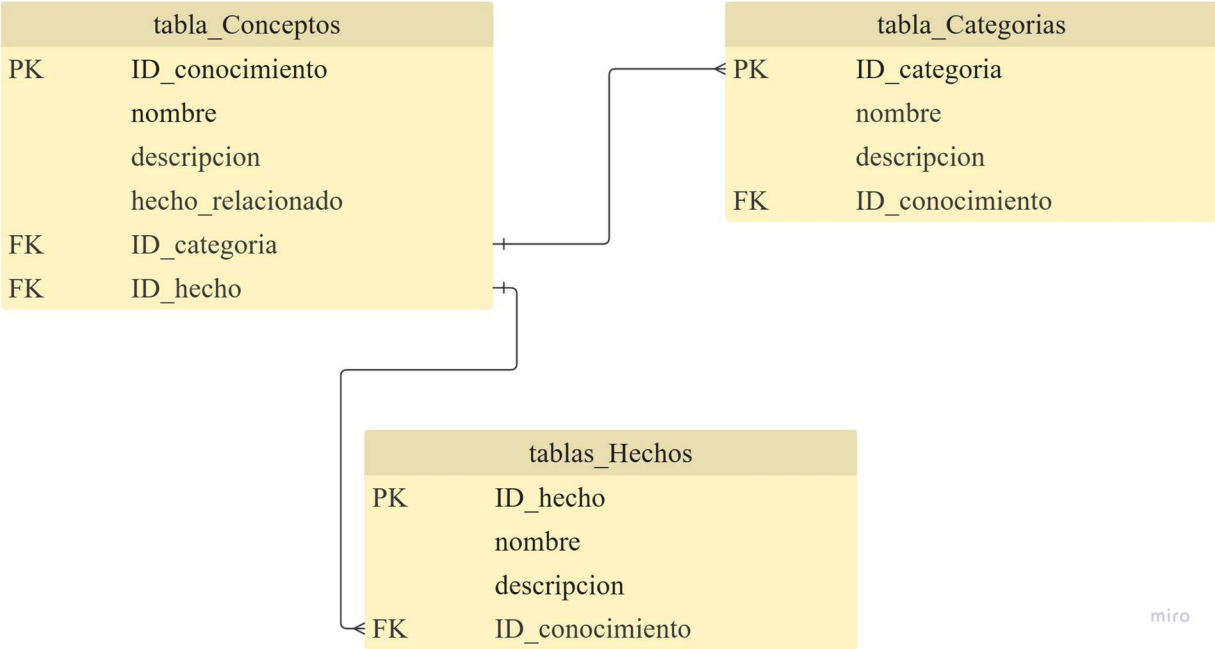 tabla_Conceptos
PK ID_conocimiento
nombre
descripcion
hecho_relacionado
FK ID_categoria
FK ID_hecho
tabla_Categorias
PK ID_categoria
nombre
descripcion
FK ID_conocimiento
tablas_Hechos
PK ID_hecho
nombre
descripcion
FK ID_conocimiento
miro